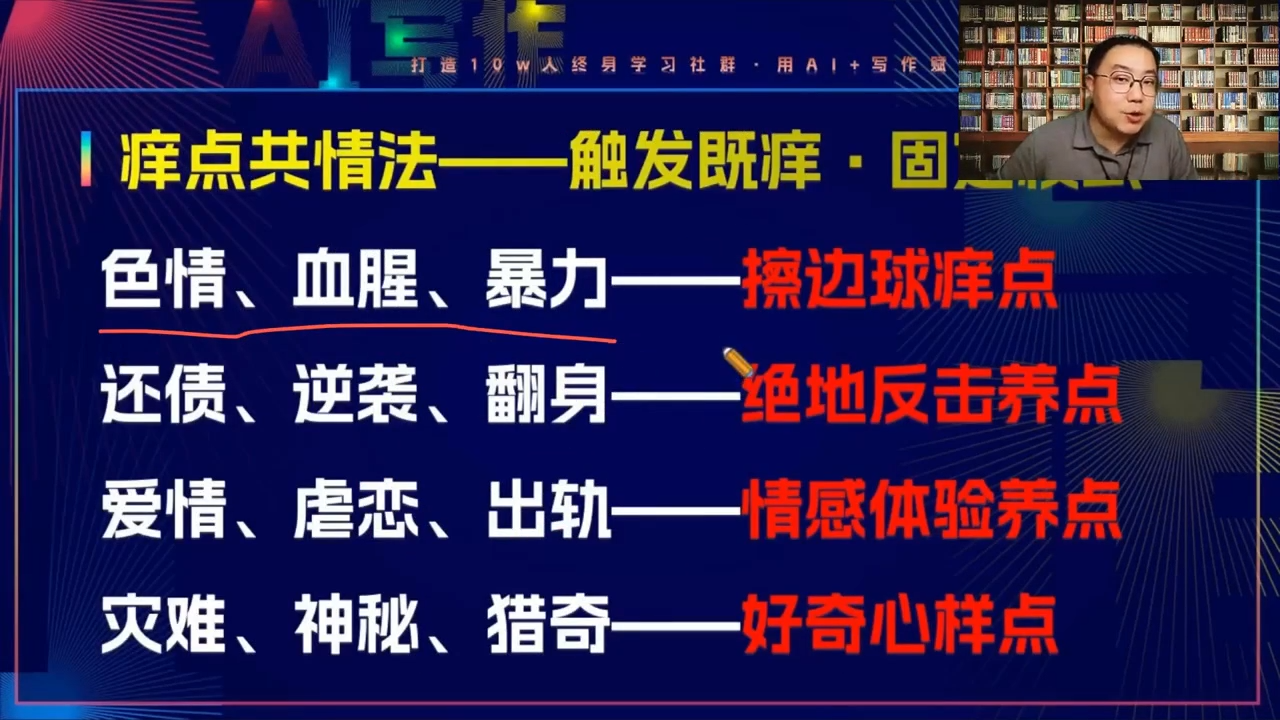 AI写作
打造10w人终身学习社群·用AI+写作赋
痒点共情法——触发既痒·固
色情、血腥、暴力——擦边球痒点
还债、逆袭、翻身——绝地反击养点
爱情、虐恋、出轨——情感体验养点
灾难、神秘、猎奇——好奇心样点